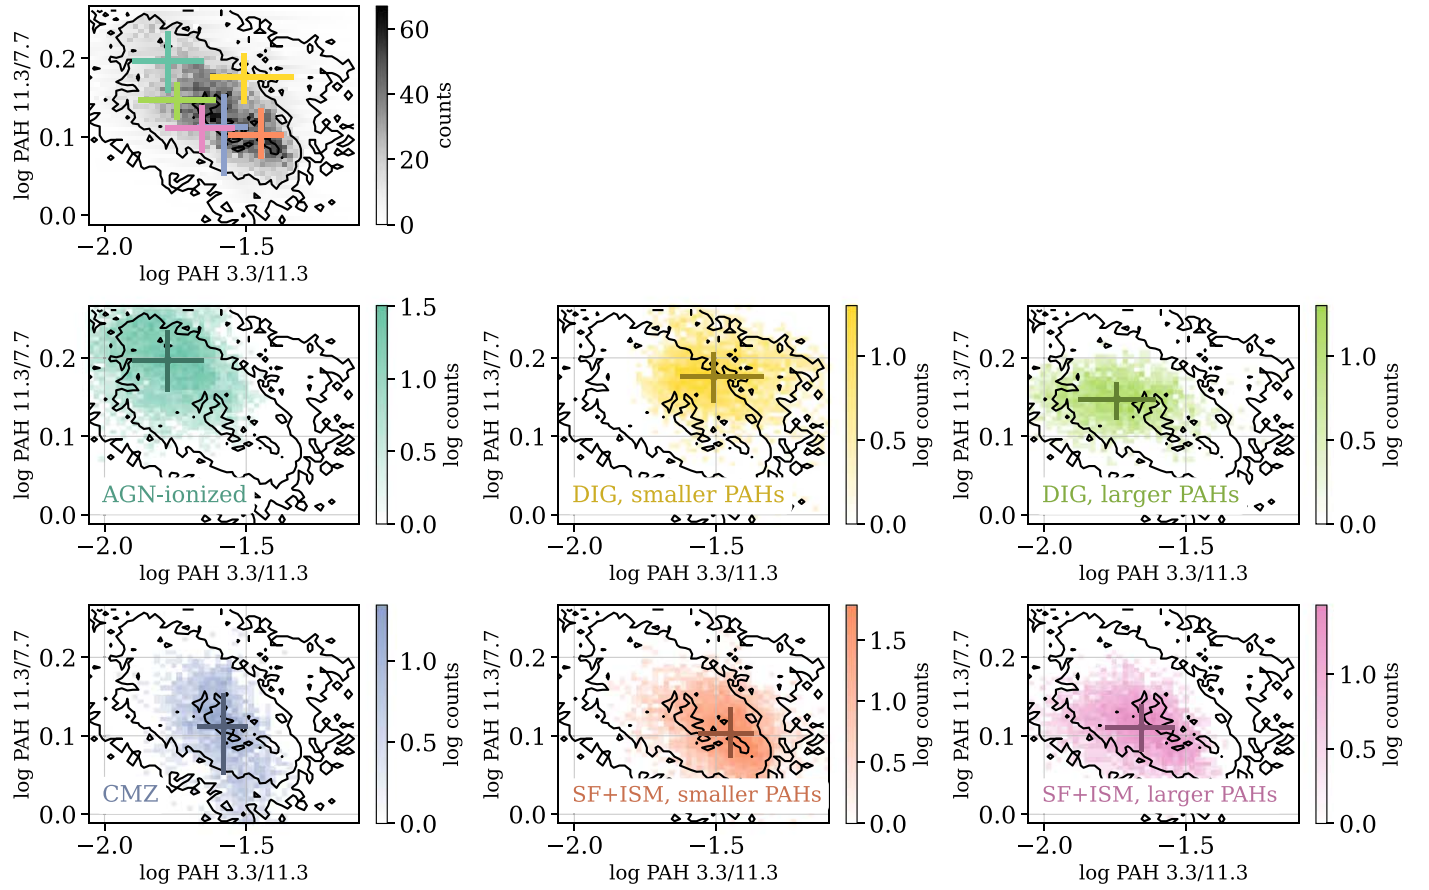 log PAH 11.3/7.7
0.2
0.1
0.0
−2.0
−1.5
log PAH 3.3/11.3
60
40
20
0
counts
log PAH 11.3/7.7
0.2
0.1
0.0
−2.0
−1.5
log PAH 3.3/11.3
AGN-ionized
1.5
1.0
0.5
0.0
log counts
log PAH 11.3/7.7
0.2
0.1
0.0
−2.0
−1.5
log PAH 3.3/11.3
DIG, smaller PAHs
1.0
0.5
0.0
log counts
log PAH 11.3/7.7
0.2
0.1
0.0
−2.0
−1.5
log PAH 3.3/11.3
DIG, larger PAHs
1.0
0.5
0.0
log counts
log PAH 11.3/7.7
0.2
0.1
0.0
−2.0
−1.5
log PAH 3.3/11.3
CMZ
1.0
0.5
0.0
log counts
log PAH 11.3/7.7
0.2
0.1
0.0
−2.0
−1.5
log PAH 3.3/11.3
SF+ISM, smaller PAHs
1.5
1.0
0.5
0.0
log counts
log PAH 11.3/7.7
0.2
0.1
0.0
−2.0
−1.5
log PAH 3.3/11.3
SF+ISM, larger PAHs
1.0
0.5
0.0
log counts